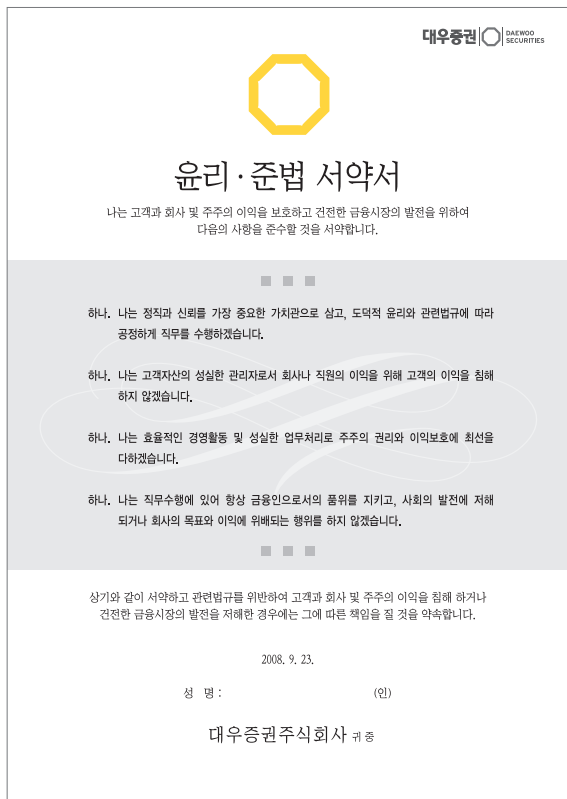 대우증권 DAEWOO
SECURITIES
윤리·준법 서약서
나는 고객과 회사 및 주주의 이익을 보호하고 건전한 금융시장의 발전을 위하여
다음의 사항을 준수할 것을 서약합니다.
하나. 나는 정직과 신뢰를 가장 중요한 가치관으로 삼고, 도덕적 윤리와 관련법규에 따라
공정하게 직무를 수행하겠습니다.
하나. 나는 고객자산의 성실한 관리자로서 회사나 직원의 이익을 위해 고객의 이익을 침해
하지 않겠습니다.
하나. 나는 효율적인 경영활동 및 성실한 업무처리로 주주의 권리와 이익보호에 최선을
다하겠습니다.
하나. 나는 직무수행에 있어 항상 금융인으로서의 품위를 지키고, 사회의 발전에 저해
되거나 회사의 목표와 이익에 위배되는 행위를 하지 않겠습니다.
상기와 같이 서약하고 관련법규를 위반하여 고객과 회사 및 주주의 이익을 침해 하거나
건전한 금융시장의 발전을 저해한 경우에는 그에 따른 책임을 질 것을 약속합니다.
2008. 9. 23.
성 명 : (인)
대우증권주식회사 귀중